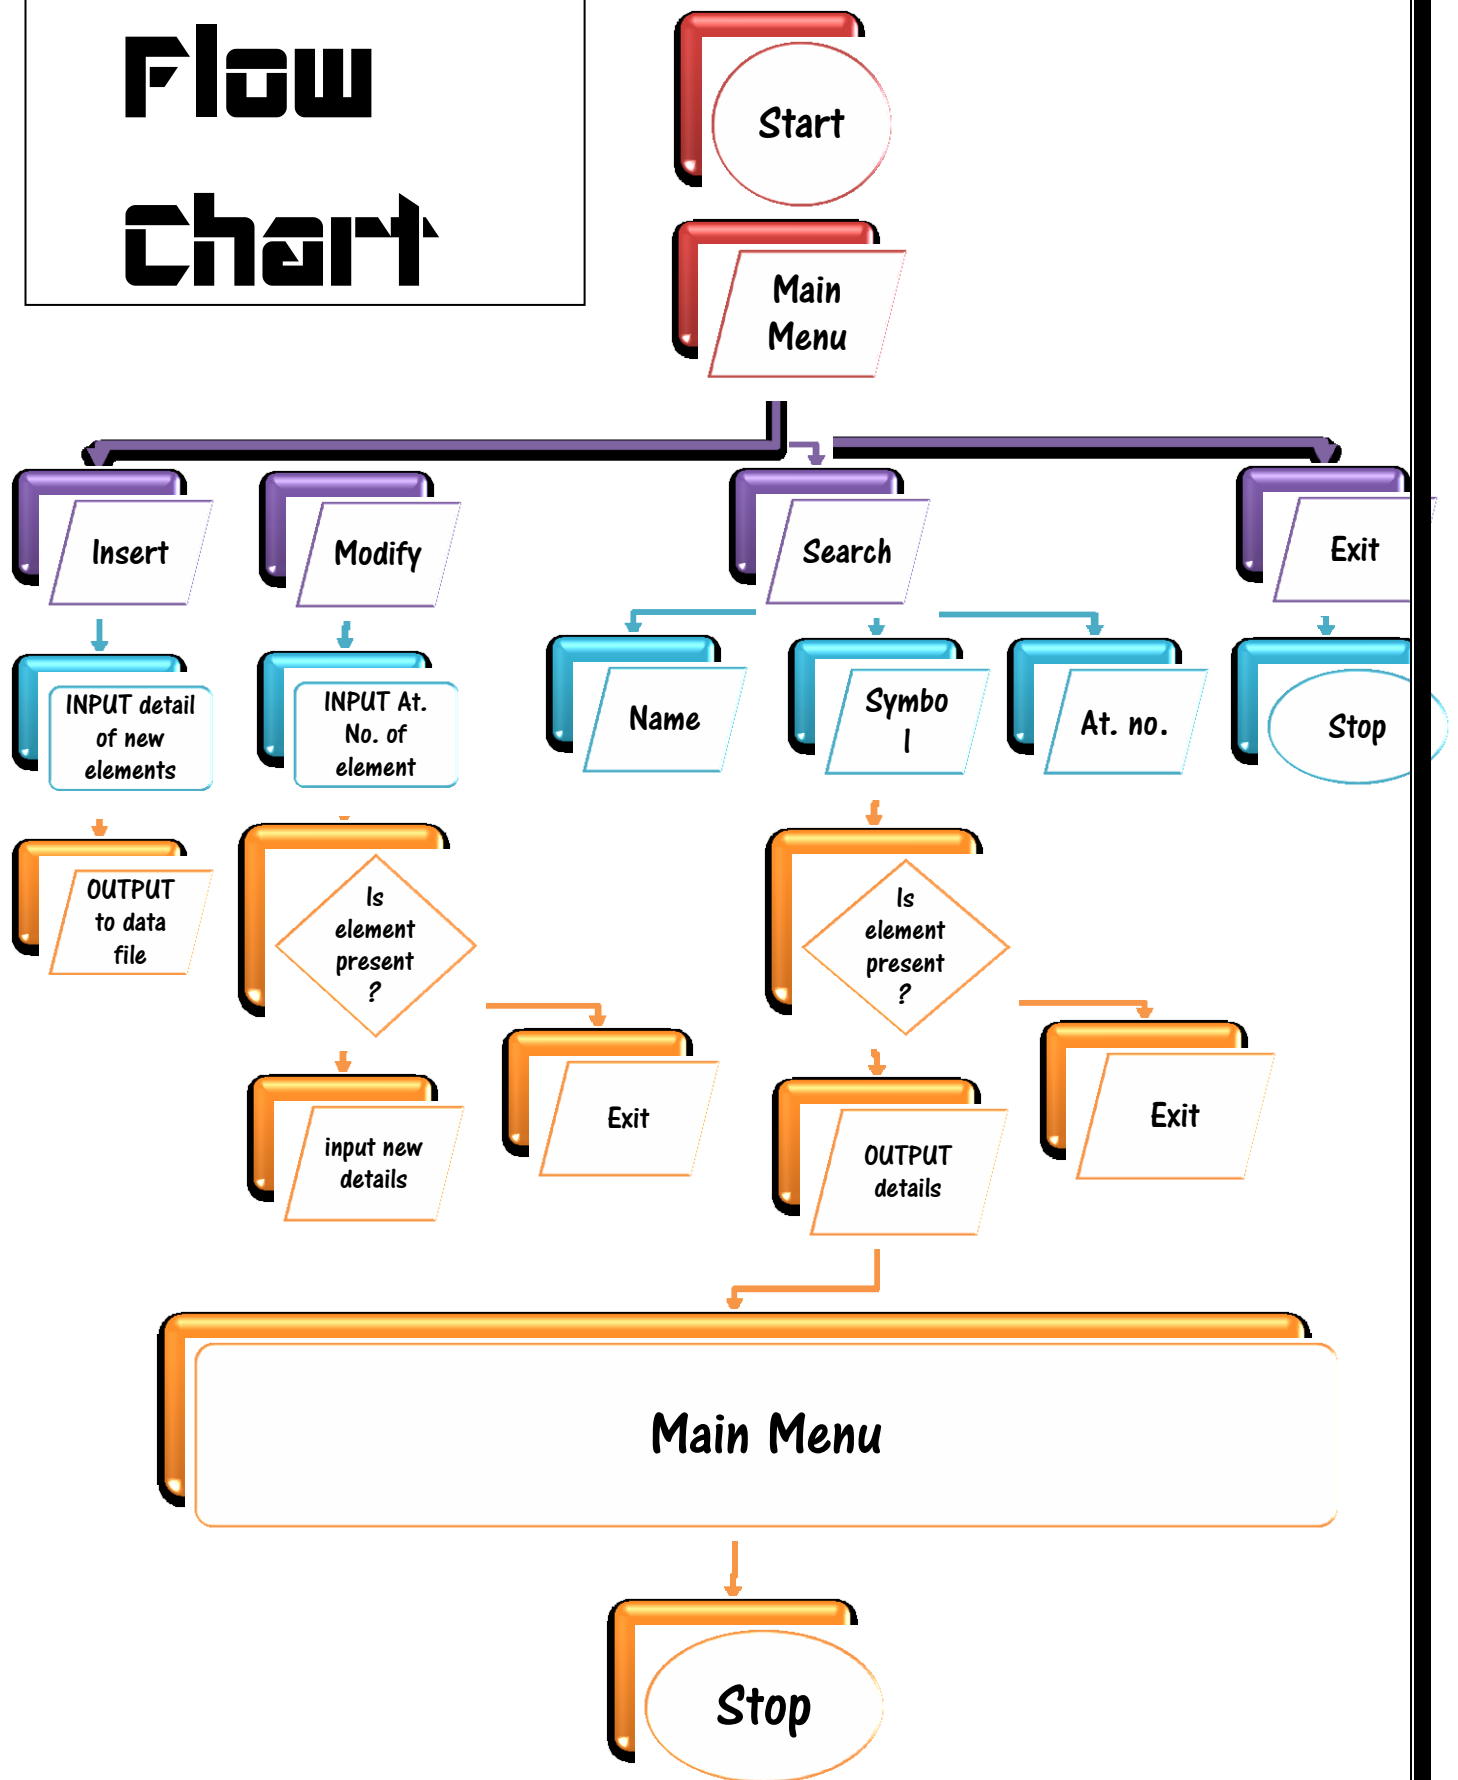 Flow
Chart
Start
Main
Menu
Insert
Modify
Search
Exit
INPUT detail
of new
elements
INPUT At.
No. of
element
Name
Symbo
l
At. no.
Stop
OUTPUT
to data
file
Is
element
present
?
Is
element
present
?
input new
details
Exit
OUTPUT
details
Exit
Main Menu
Stop